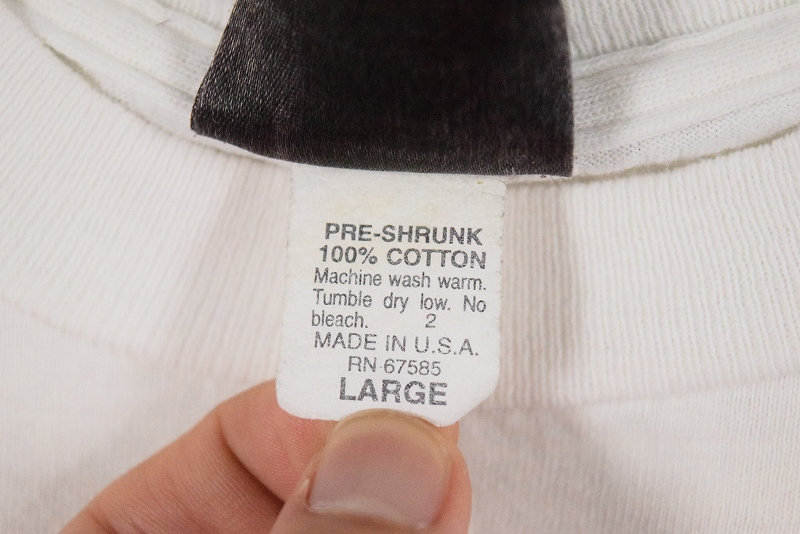 PRE-SHRUNK
100% COTTON
Machine wash warm.
Tumble dry low. No
bleach. 2
MADE IN U.S.A.
RN 67585
LARGE